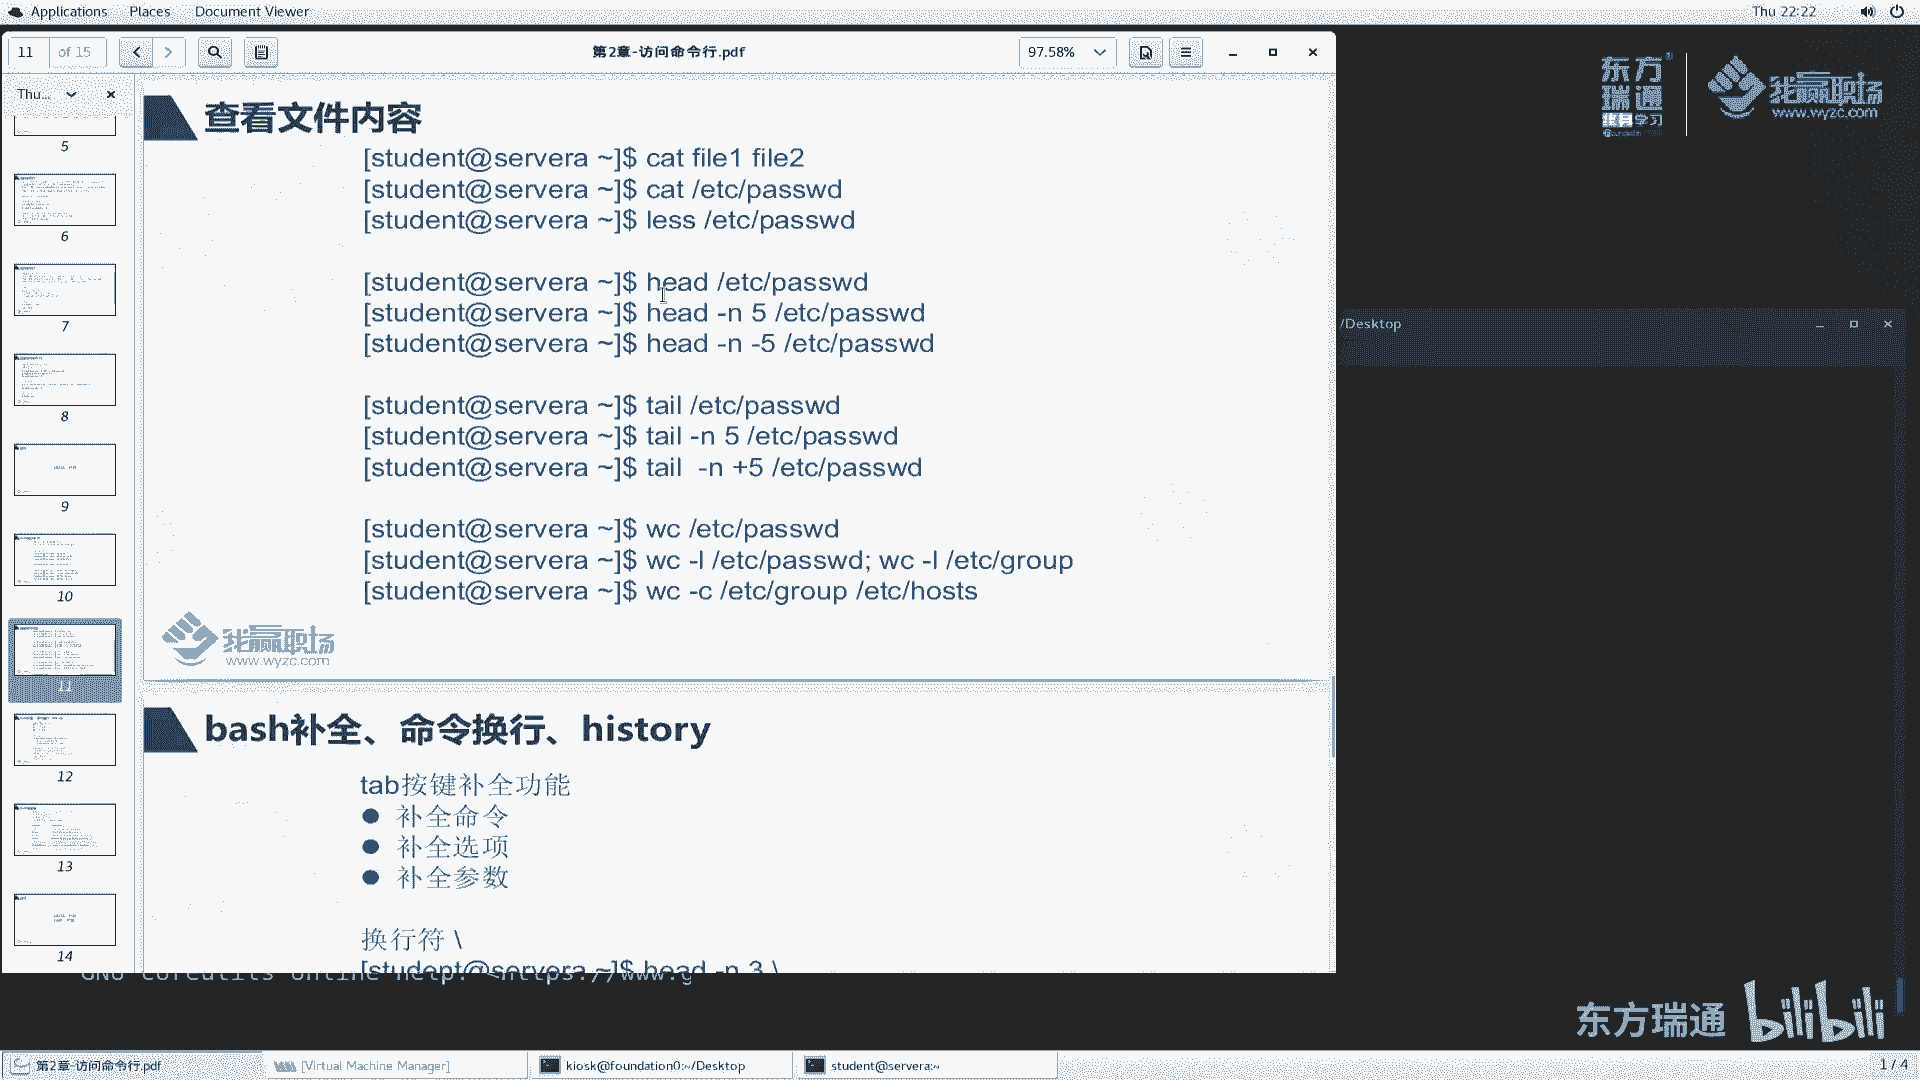 Applications Places Document Viewer Thu 22:22
11 of 15 第2章-访问命令行.pdf 97.58%
Thu...
5
6
7
8
9
10
11
12
13
14
查看文件内容
[student@servera ~]$ cat file1 file2
[student@servera ~]$ cat /etc/passwd
[student@servera ~]$ less /etc/passwd
[student@servera ~]$ head /etc/passwd
[student@servera ~]$ head -n 5 /etc/passwd
[student@servera ~]$ head -n -5 /etc/passwd
[student@servera ~]$ tail /etc/passwd
[student@servera ~]$ tail -n 5 /etc/passwd
[student@servera ~]$ tail  -n +5 /etc/passwd
[student@servera ~]$ wc /etc/passwd
[student@servera ~]$ wc -l /etc/passwd; wc -l /etc/group
[student@servera ~]$ wc -c /etc/group /etc/hosts
我赢职场
www.wyzc.com
bash补全、命令换行、history
tab按键补全功能
● 补全命令
● 补全选项
● 补全参数
换行符 \
[student@servera ~]$ head -n 3 \
GNU coreutils online help: <https://www.g
东方
瑞通
学习
我赢职场
www.wyzc.com
/Desktop
东方瑞通 bilibili
第2章-访问命令行.pdf [Virtual Machine Manager] kiosk@foundation0:~/Desktop student@servera:~ 1 / 4